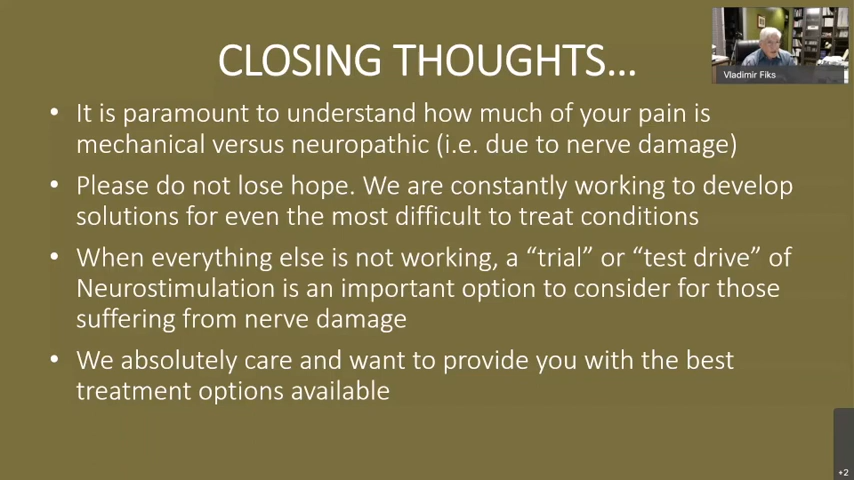 CLOSING THOUGHTS...
Vladimir Fiks
• It is paramount to understand how much of your pain is
mechanical versus neuropathic (i.e. due to nerve damage)
• Please do not lose hope. We are constantly working to develop
solutions for even the most difficult to treat conditions
• When everything else is not working, a “trial” or “test drive” of
Neurostimulation is an important option to consider for those
suffering from nerve damage
• We absolutely care and want to provide you with the best
treatment options available
+2